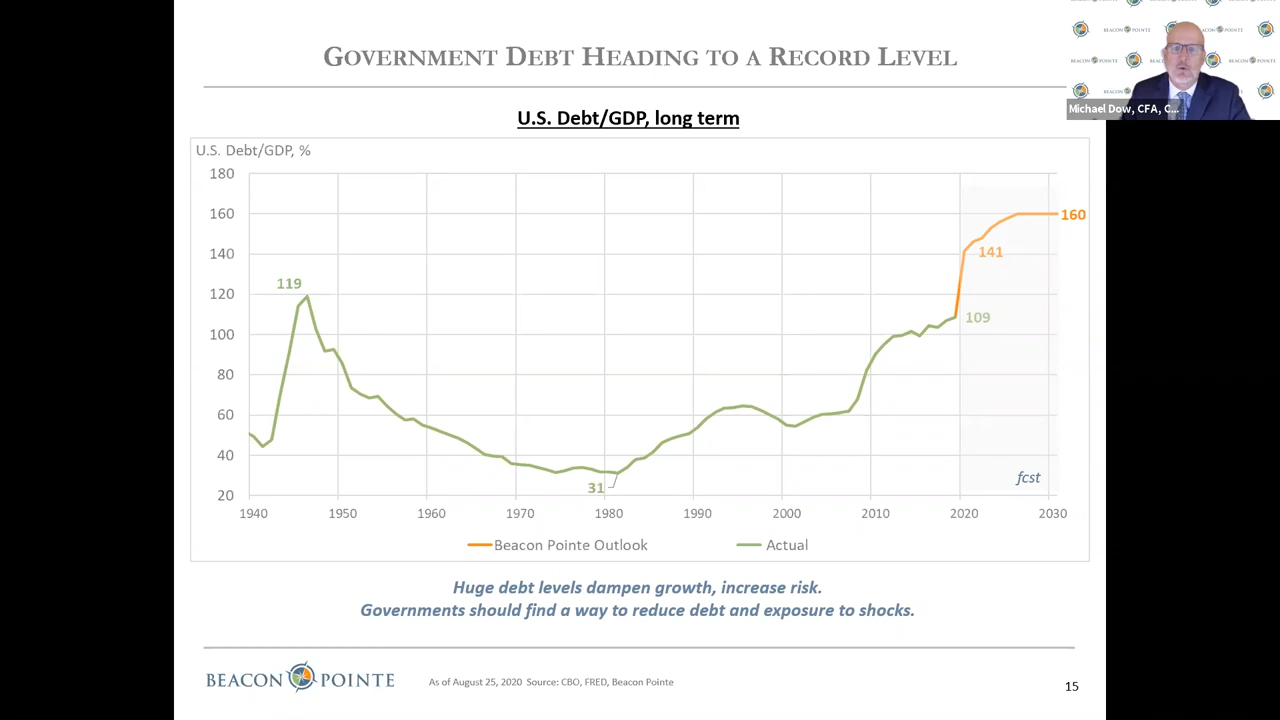 GOVERNMENT DEBT HEADING TO A RECORD LEVEL
BEACON POINTE
Michael Dow, CFA, C...
U.S. Debt/GDP, long term
U.S. Debt/GDP, %
180
160
140
120
100
80
60
40
20
119
31
109
141
160
fcst
1940 1950 1960 1970 1980 1990 2000 2010 2020 2030
Beacon Pointe Outlook Actual
Huge debt levels dampen growth, increase risk.
Governments should find a way to reduce debt and exposure to shocks.
BEACON POINTE
As of August 25, 2020 Source: CBO, FRED, Beacon Pointe
15